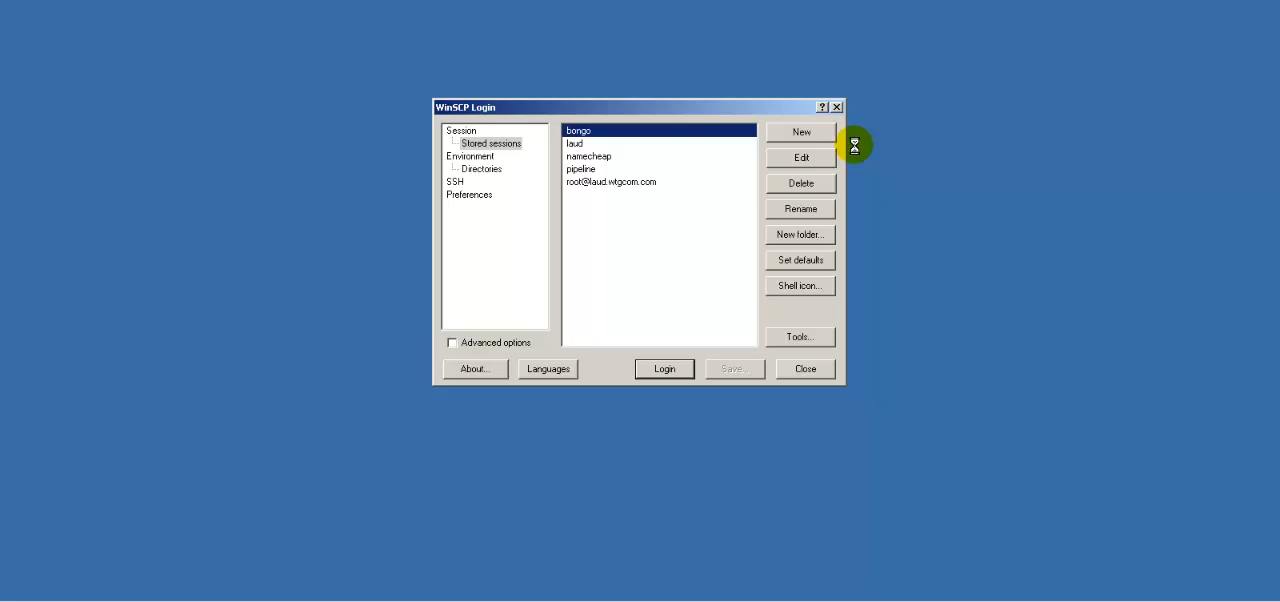 WinSCP Login
Session
Stored sessions
Environment
Directories
SSH
Preferences
Advanced options
bongo
laud
namecheap
pipeline
root@laud.wtgcom.com
New
Edit
Delete
Rename
New folder...
Set defaults
Shell icon...
Tools...
About...
Languages
Login
Save...
Close